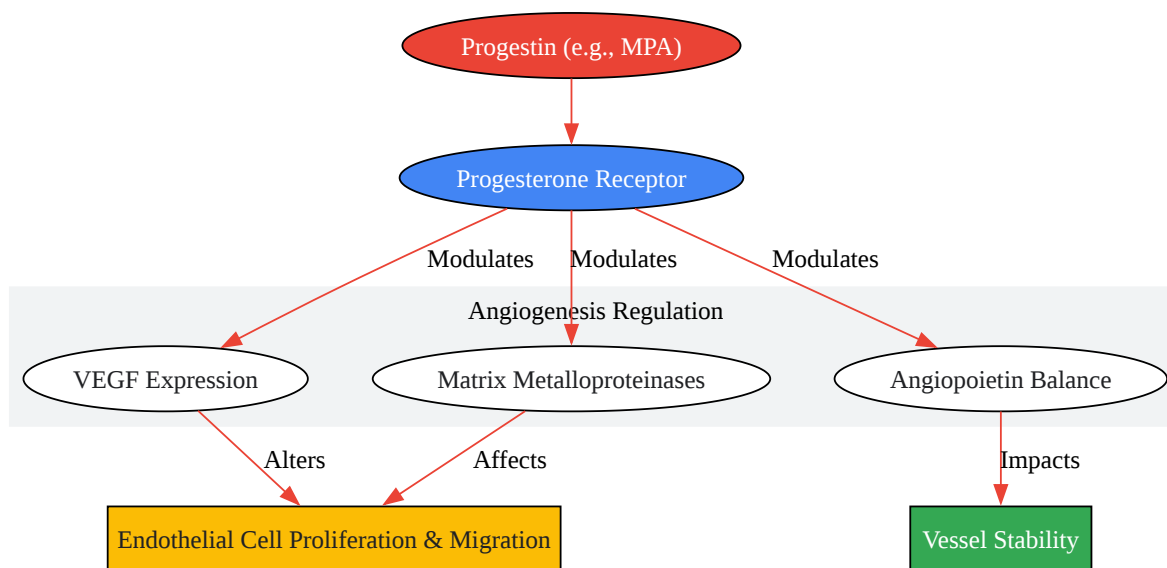 Progestin (e.g., MPA)
Progesterone Receptor
Modulates
Modulates
Modulates
Angiogenesis Regulation
VEGF Expression
Matrix Metalloproteinases
Angiopoietin Balance
Alters
Affects
Impacts
Endothelial Cell Proliferation & Migration
Vessel Stability